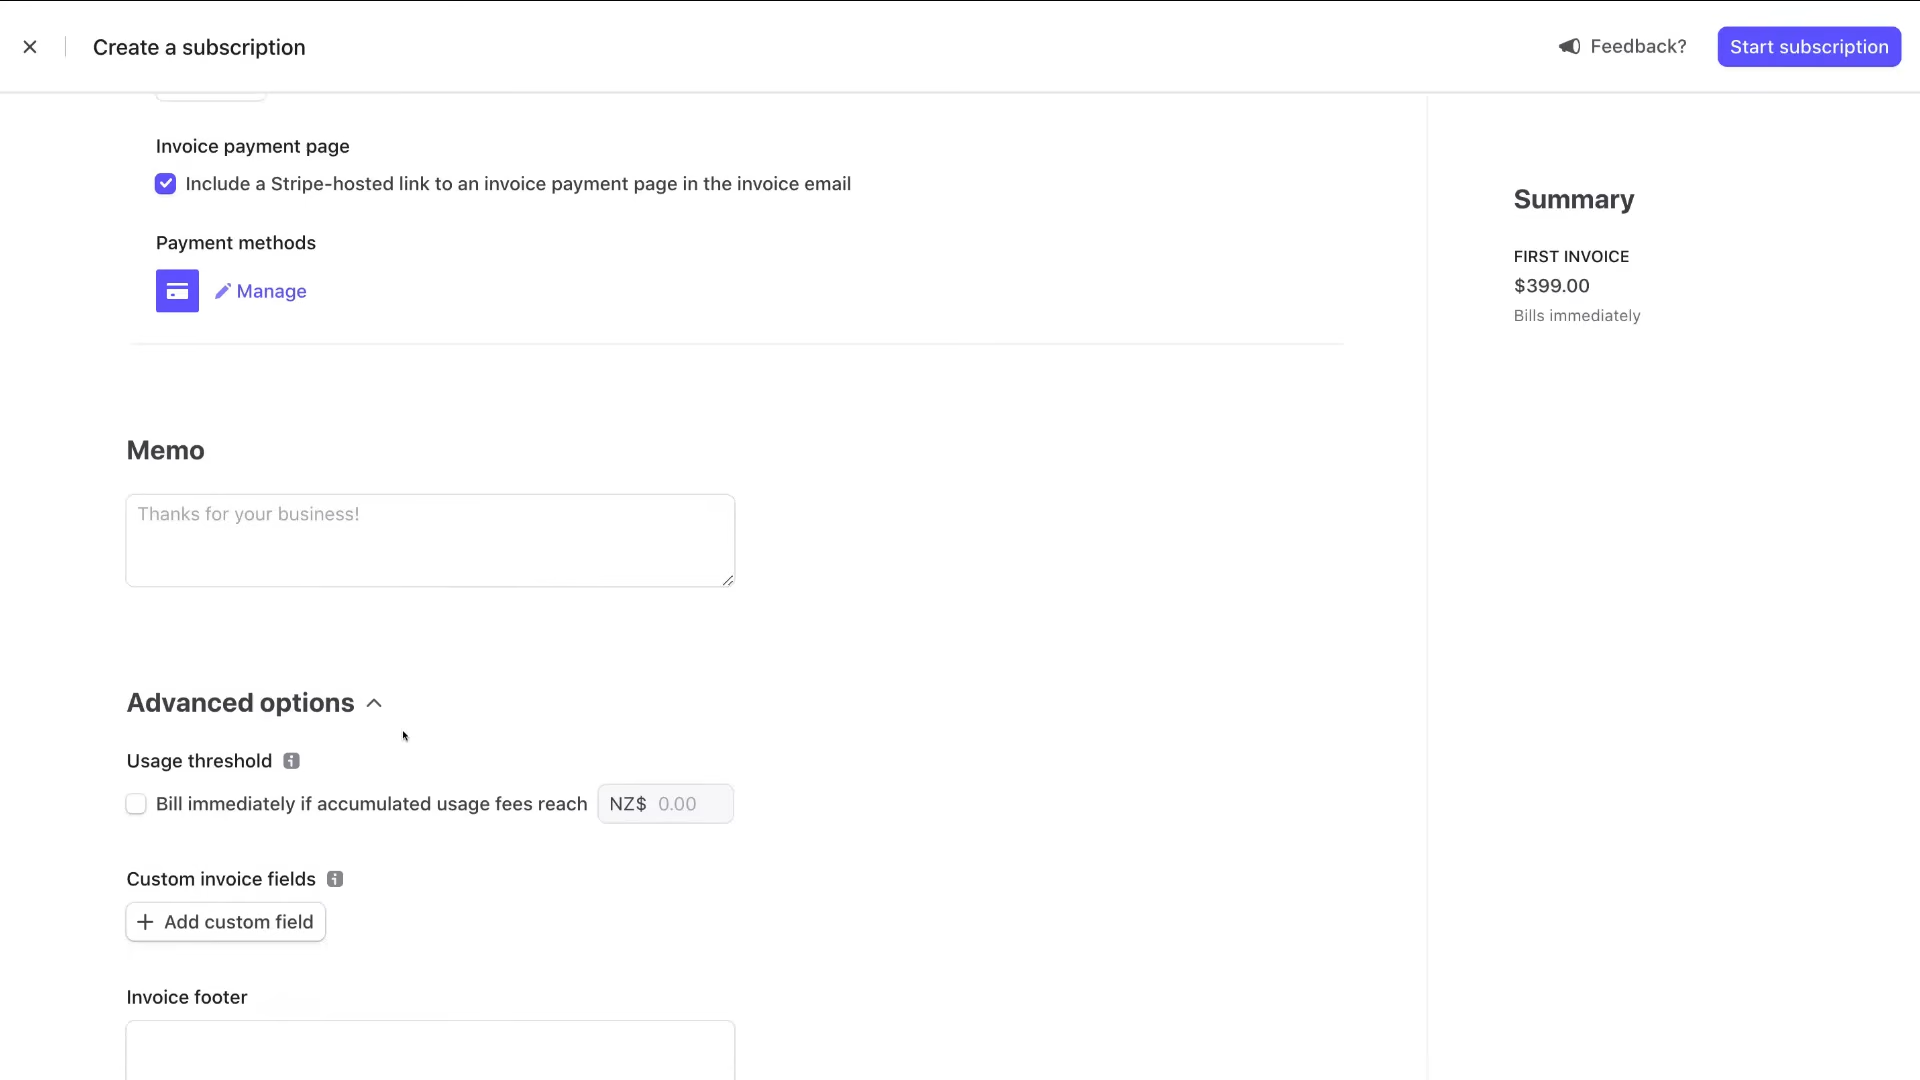 Create a subscription
Feedback?
Start subscription
Invoice payment page
Include a Stripe-hosted link to an invoice payment page in the invoice email
Payment methods
Manage
Summary
FIRST INVOICE
$399.00
Bills immediately
Memo
Thanks for your business!
Advanced options
Usage threshold
Bill immediately if accumulated usage fees reach NZ$ 0.00
Custom invoice fields
Add custom field
Invoice footer